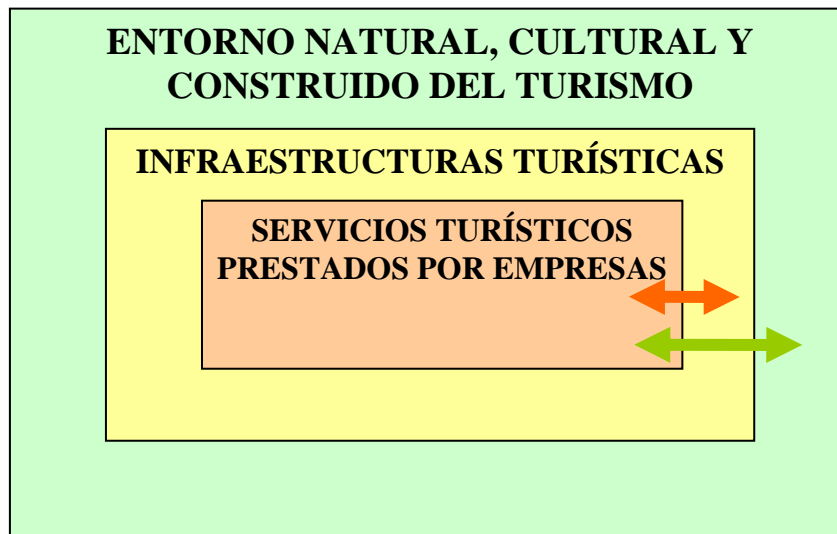 ENTORNO NATURAL, CULTURAL Y
CONSTRUIDO DEL TURISMO
INFRAESTRUCTURAS TURÍSTICAS
SERVICIOS TURÍSTICOS
PRESTADOS POR EMPRESAS